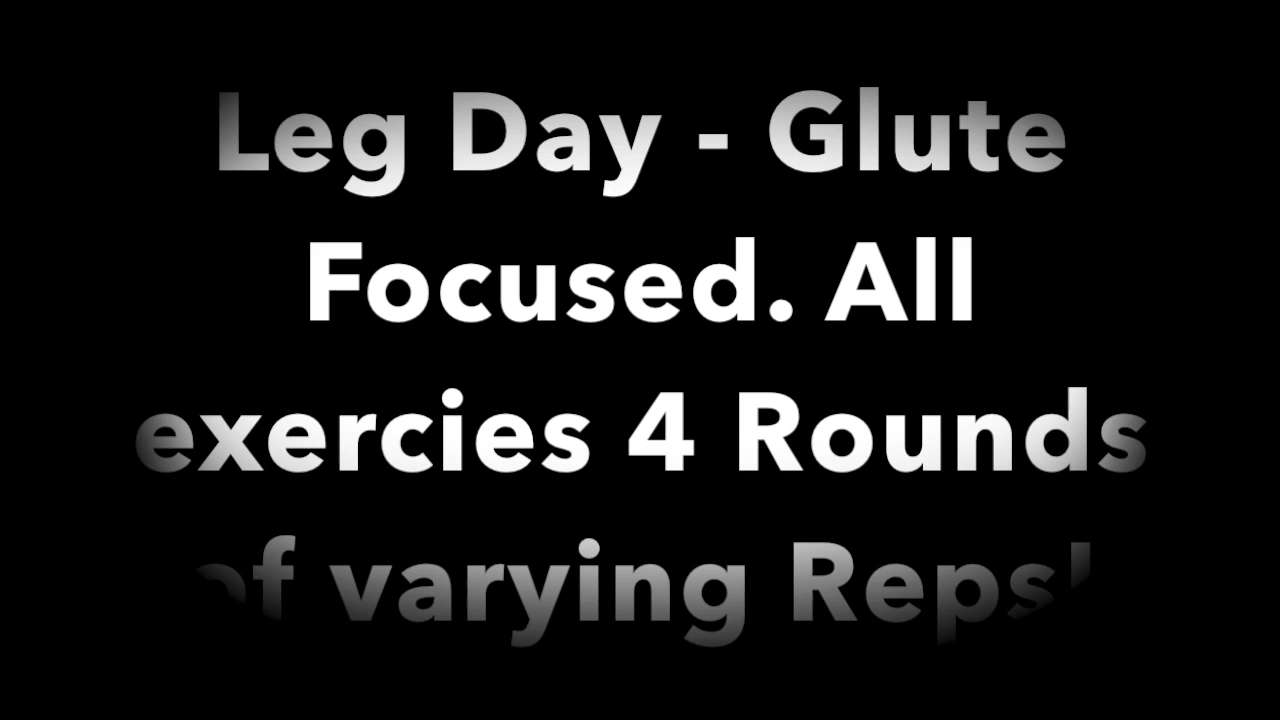 Leg Day - Glute
Focused. All
exercies 4 Rounds
of varying Reps!